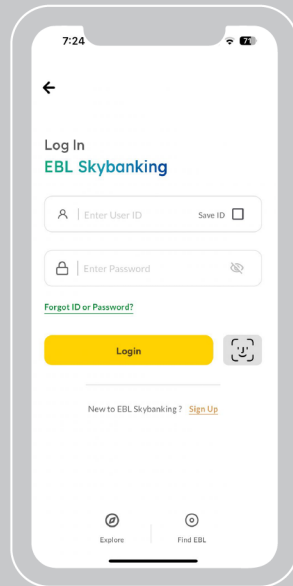 7:24
71
Log In
EBL Skybanking
Enter User ID Save ID
Enter Password
Forgot ID or Password?
Login
New to EBL Skybanking ? Sign Up
Explore Find EBL